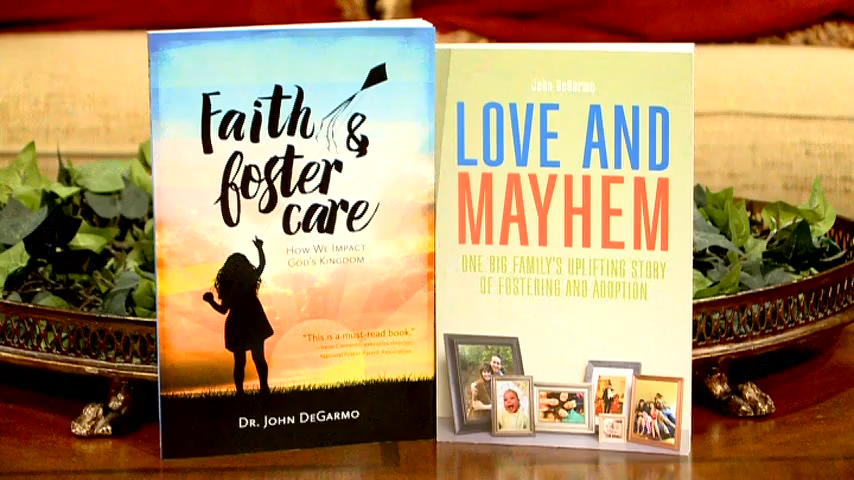 Faith &
foster
care
How We Impact
God's Kingdom
"This is a must-read book."
National Foster Parent Association
Dr. John DeGarmo
John DeGarmo
LOVE AND
MAYHEM
ONE BIG FAMILY'S UPLIFTING STORY
OF FOSTERING AND ADOPTION